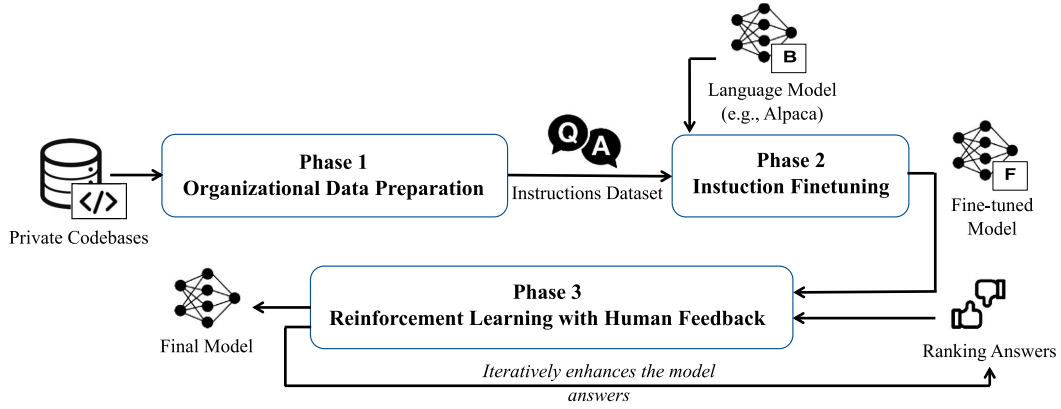 B
Language Model
(e.g., Alpaca)
Phase 1
Organizational Data Preparation
Q A
Instructions Dataset
Phase 2
Instuction Finetuning
F
Fine-tuned
Model
</>
Private Codebases
Phase 3
Reinforcement Learning with Human Feedback
Final Model
Ranking Answers
Iteratively enhances the model
answers